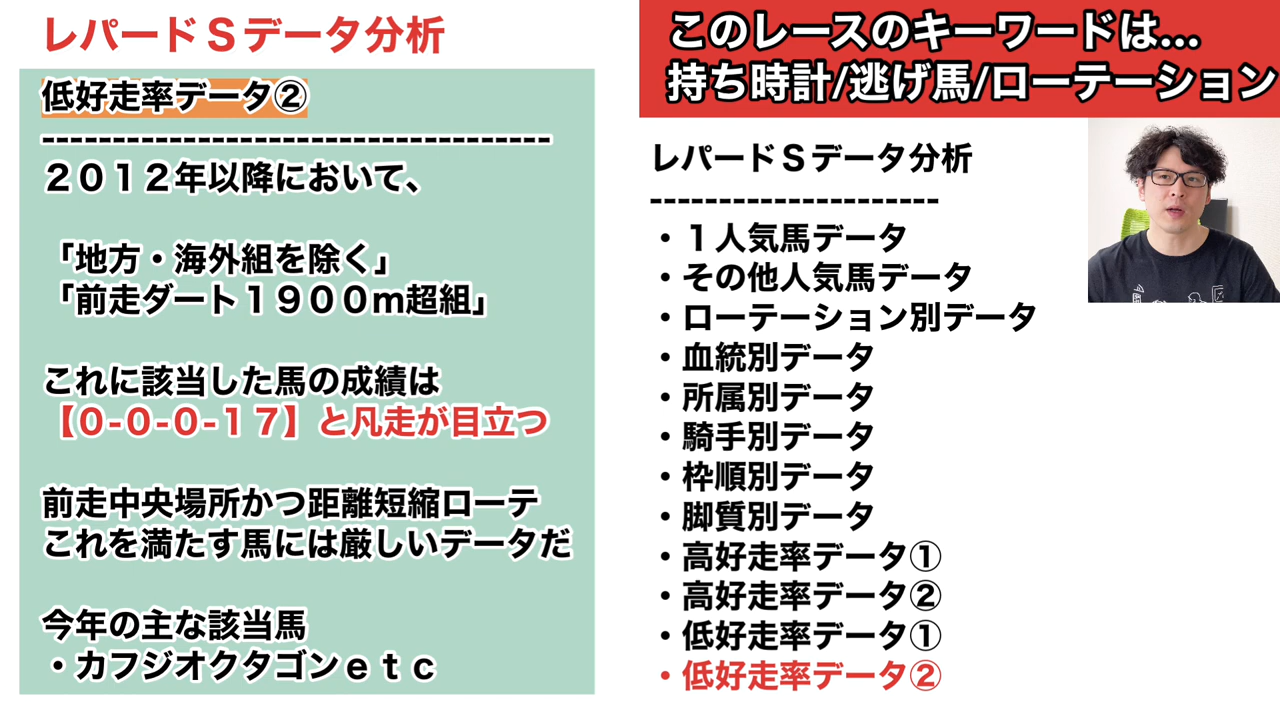 レパードＳデータ分析
低好走率データ②
-------------------------------------
２０１２年以降において、
「地方・海外組を除く」
「前走ダート１９００ｍ超組」
これに該当した馬の成績は
【０-０-０-１７】と凡走が目立つ
前走中央場所かつ距離短縮ローテ
これを満たす馬には厳しいデータだ
今年の主な該当馬
・カフジオクタゴンｅｔｃ
このレースのキーワードは...
持ち時計/逃げ馬/ローテーション
レパードＳデータ分析
---------------------
・１人気馬データ
・その他人気馬データ
・ローテーション別データ
・血統別データ
・所属別データ
・騎手別データ
・枠順別データ
・脚質別データ
・高好走率データ①
・高好走率データ②
・低好走率データ①
・低好走率データ②